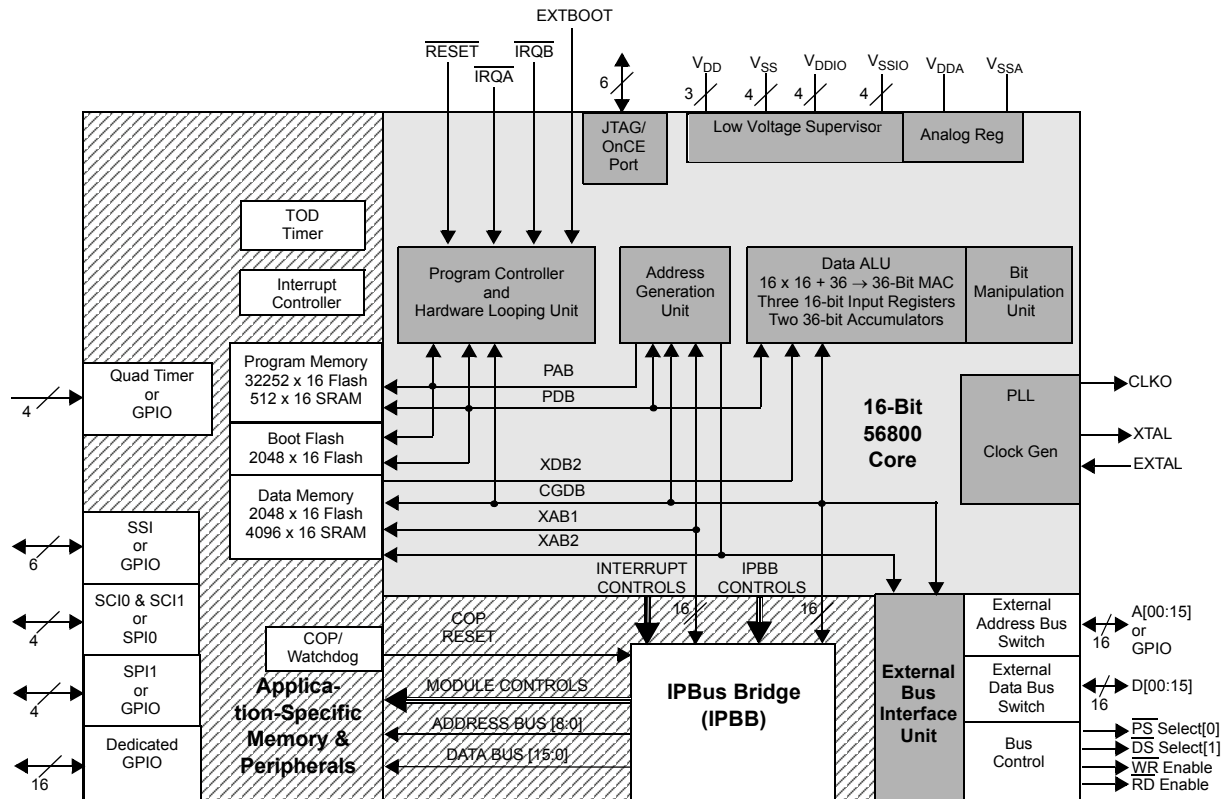 EXTBOOT
RESET
IRQB
IRQA
6
VDD
VSS
VDDIO
VSSIO
VDDA
VSSA
3
4
4
4
JTAG/
OnCE
Port
Low Voltage Supervisor
Analog Reg
TOD
Timer
Interrupt
Controller
Program Controller
and
Hardware Looping Unit
Address
Generation
Unit
Data ALU
16 x 16 + 36 → 36-Bit MAC
Three 16-bit Input Registers
Two 36-bit Accumulators
Bit
Manipulation
Unit
Program Memory
32252 x 16 Flash
512 x 16 SRAM
Boot Flash
2048 x 16 Flash
Data Memory
2048 x 16 Flash
4096 x 16 SRAM
PAB
PDB
XDB2
CGDB
XAB1
XAB2
16-Bit
56800
Core
PLL
Clock Gen
CLKO
XTAL
EXTAL
4
Quad Timer
or
GPIO
6
SSI
or
GPIO
4
SCI0 & SCI1
or
SPI0
4
SPI1
or
GPIO
16
Dedicated
GPIO
INTERRUPT
CONTROLS
16
IPBB
CONTROLS
16
COP/
Watchdog
COP
RESET
Applica-
tion-Specific
Memory &
Peripherals
MODULE CONTROLS
ADDRESS BUS [8:0]
DATA BUS [15:0]
IPBus Bridge
(IPBB)
External
Bus
Interface
Unit
External
Address Bus
Switch
External
Data Bus
Switch
Bus
Control
16
A[00:15]
or
GPIO
16
D[00:15]
PS Select[0]
DS Select[1]
WR Enable
RD Enable